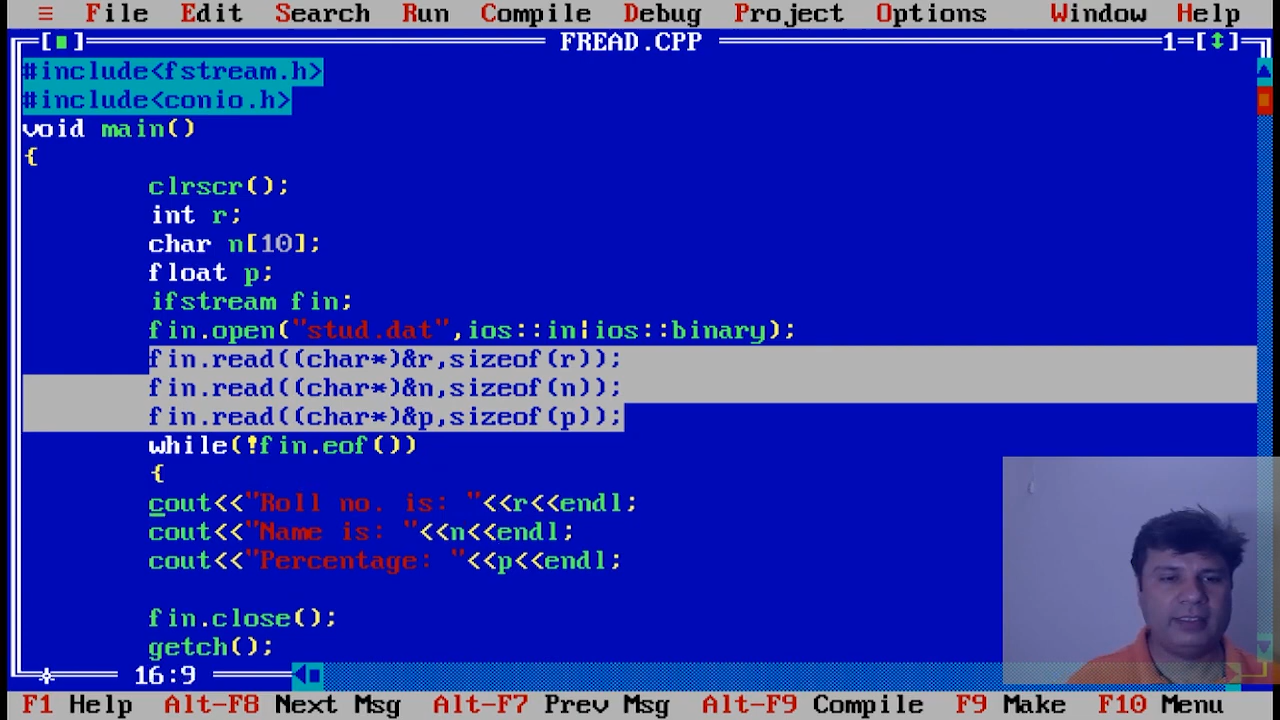 ≡ File Edit Search Run Compile Debug Project Options Window Help
[■] FREAD.CPP 1=[↕]
#include<fstream.h>
#include<conio.h>
void main()
{
clrscr();
int r;
char n[10];
float p;
ifstream fin;
fin.open("stud.dat",ios::in|ios::binary);
fin.read((char*)&r,sizeof(r));
fin.read((char*)&n,sizeof(n));
fin.read((char*)&p,sizeof(p));
while(!fin.eof())
{
cout<<"Roll no. is: "<<r<<endl;
cout<<"Name is: "<<n<<endl;
cout<<"Percentage: "<<p<<endl;
fin.close();
getch();
16:9
F1 Help Alt-F8 Next Msg Alt-F7 Prev Msg Alt-F9 Compile F9 Make F10 Menu